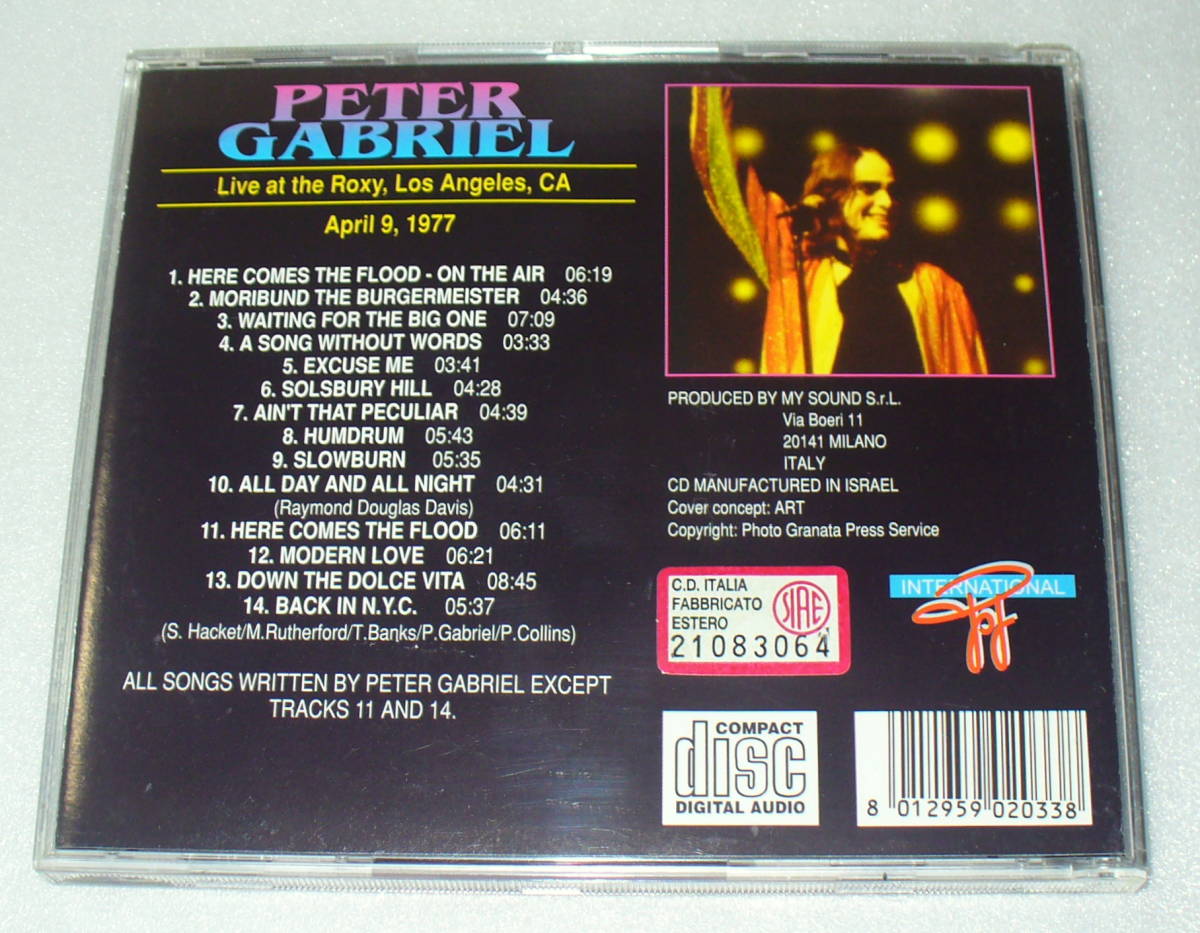 PETER
GABRIEL
Live at the Roxy, Los Angeles, CA
April 9, 1977
1. HERE COMES THE FLOOD - ON THE AIR 06:19
2. MORIBUND THE BURGERMEISTER 04:36
3. WAITING FOR THE BIG ONE 07:09
4. A SONG WITHOUT WORDS 03:33
5. EXCUSE ME 03:41
6. SOLSBURY HILL 04:28
7. AIN'T THAT PECULIAR 04:39
8. HUMDRUM 05:43
9. SLOWBURN 05:35
10. ALL DAY AND ALL NIGHT 04:31
(Raymond Douglas Davis)
11. HERE COMES THE FLOOD 06:11
12. MODERN LOVE 06:21
13. DOWN THE DOLCE VITA 08:45
14. BACK IN N.Y.C. 05:37
(S. Hacket/M.Rutherford/T.Banks/P.Gabriel/P.Collins)
ALL SONGS WRITTEN BY PETER GABRIEL EXCEPT
TRACKS 11 AND 14.
PRODUCED BY MY SOUND S.r.L.
Via Boeri 11
20141 MILANO
ITALY
CD MANUFACTURED IN ISRAEL
Cover concept: ART
Copyright: Photo Granata Press Service
C.D. ITALIA
FABBRICATO
ESTERO
SIAE
21083064
INTERNATIONAL
COMPACT
disc
DIGITAL AUDIO
8 012959 020338